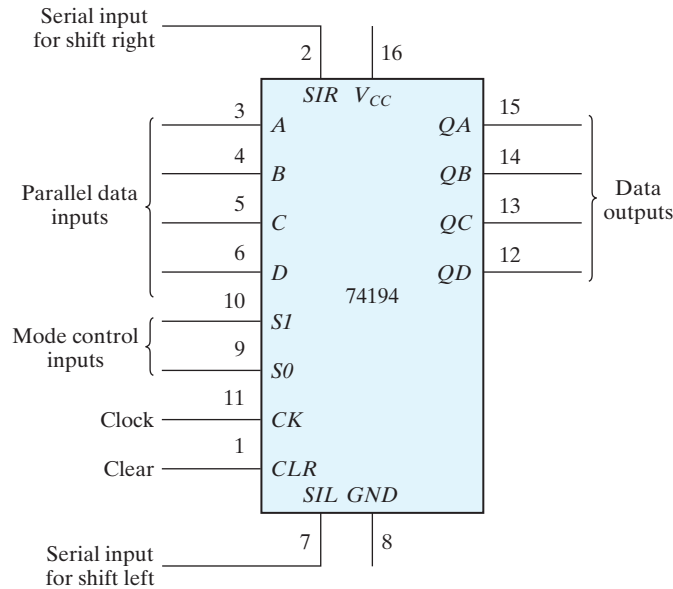 Serial input
for shift right
2
16
SIR V_CC
3
A
QA
15
4
B
QB
14
Parallel data
inputs
Data
outputs
5
C
QC
13
6
D
QD
12
74194
10
S1
Mode control
inputs
9
S0
11
Clock
CK
1
Clear
CLR
SIL GND
7
8
Serial input
for shift left